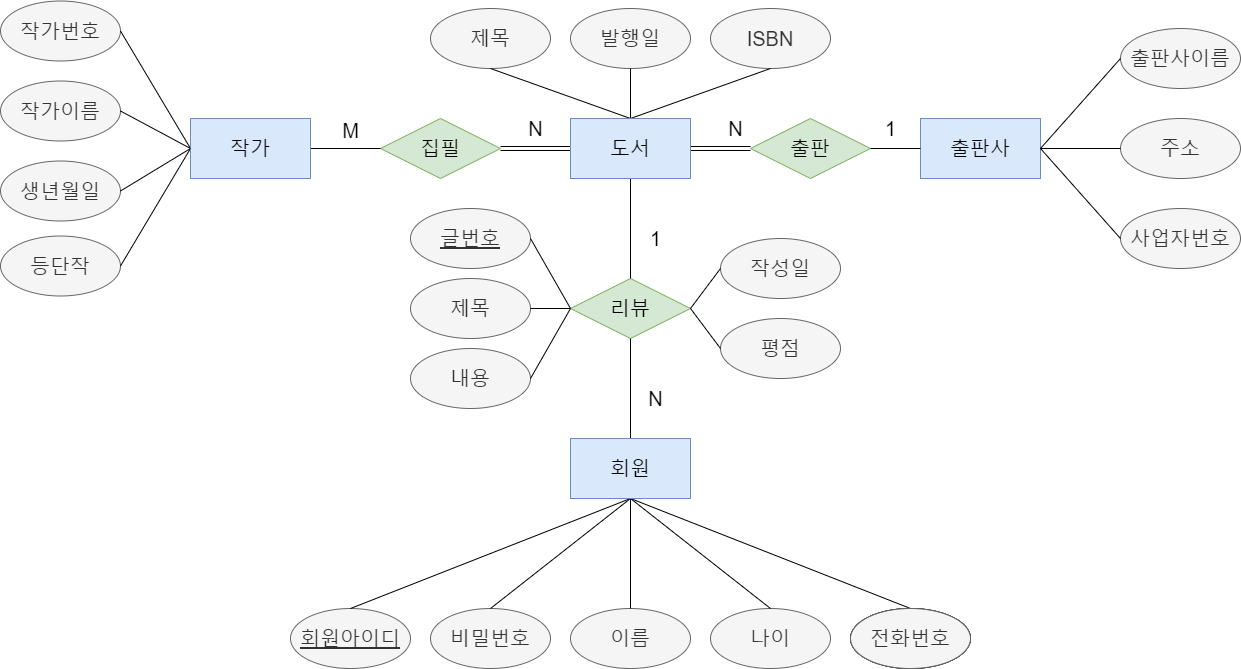 작가번호
작가이름
생년월일
등단작
작가
M
집필
N
제목
발행일
ISBN
도서
N
출판
1
출판사
출판사이름
주소
사업자번호
1
글번호
제목
내용
리뷰
작성일
평점
N
회원
회원아이디
비밀번호
이름
나이
전화번호